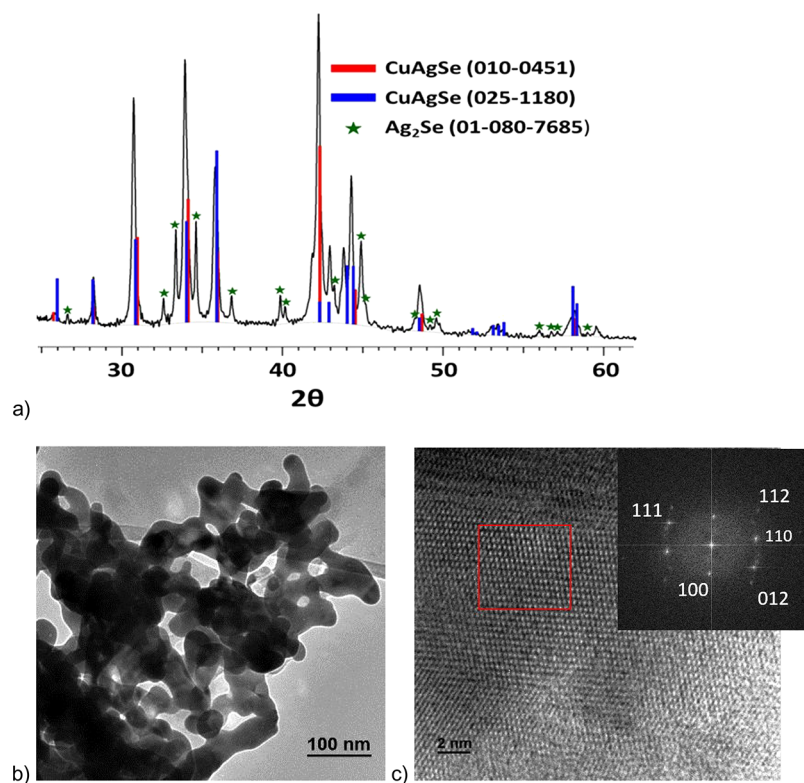 CuAgSe (010-0451)
CuAgSe (025-1180)
Ag₂Se (01-080-7685)
30
40
50
60
2θ
a)
111
112
110
100
012
100 nm
2 nm
b)
c)